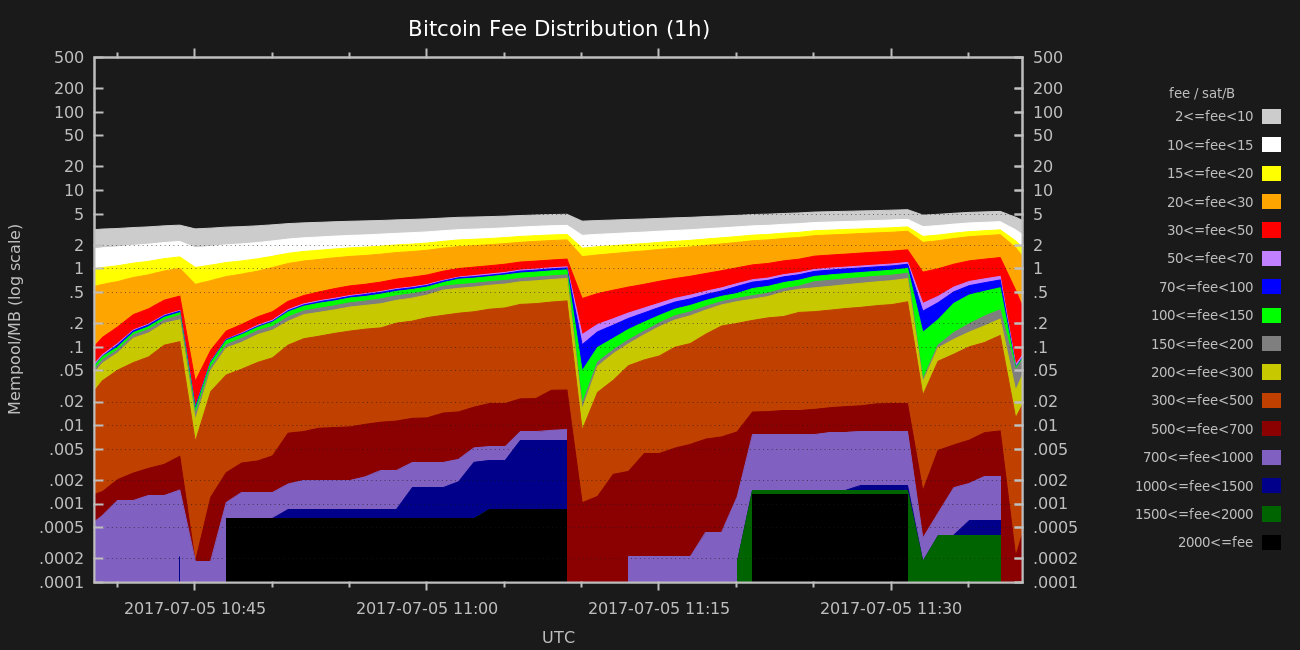 Bitcoin Fee Distribution (1h)
500
200
100
50
20
10
5
2
1
.5
.2
.1
.05
.02
.01
.005
.002
.001
.0005
.0002
.0001
Mempool/MB (log scale)
500
200
100
50
20
10
5
2
1
.5
.2
.1
.05
.02
.01
.005
.002
.001
.0005
.0002
.0001
2017-07-05 10:45
2017-07-05 11:00
2017-07-05 11:15
2017-07-05 11:30
UTC
fee / sat/B
2<=fee<10
10<=fee<15
15<=fee<20
20<=fee<30
30<=fee<50
50<=fee<70
70<=fee<100
100<=fee<150
150<=fee<200
200<=fee<300
300<=fee<500
500<=fee<700
700<=fee<1000
1000<=fee<1500
1500<=fee<2000
2000<=fee